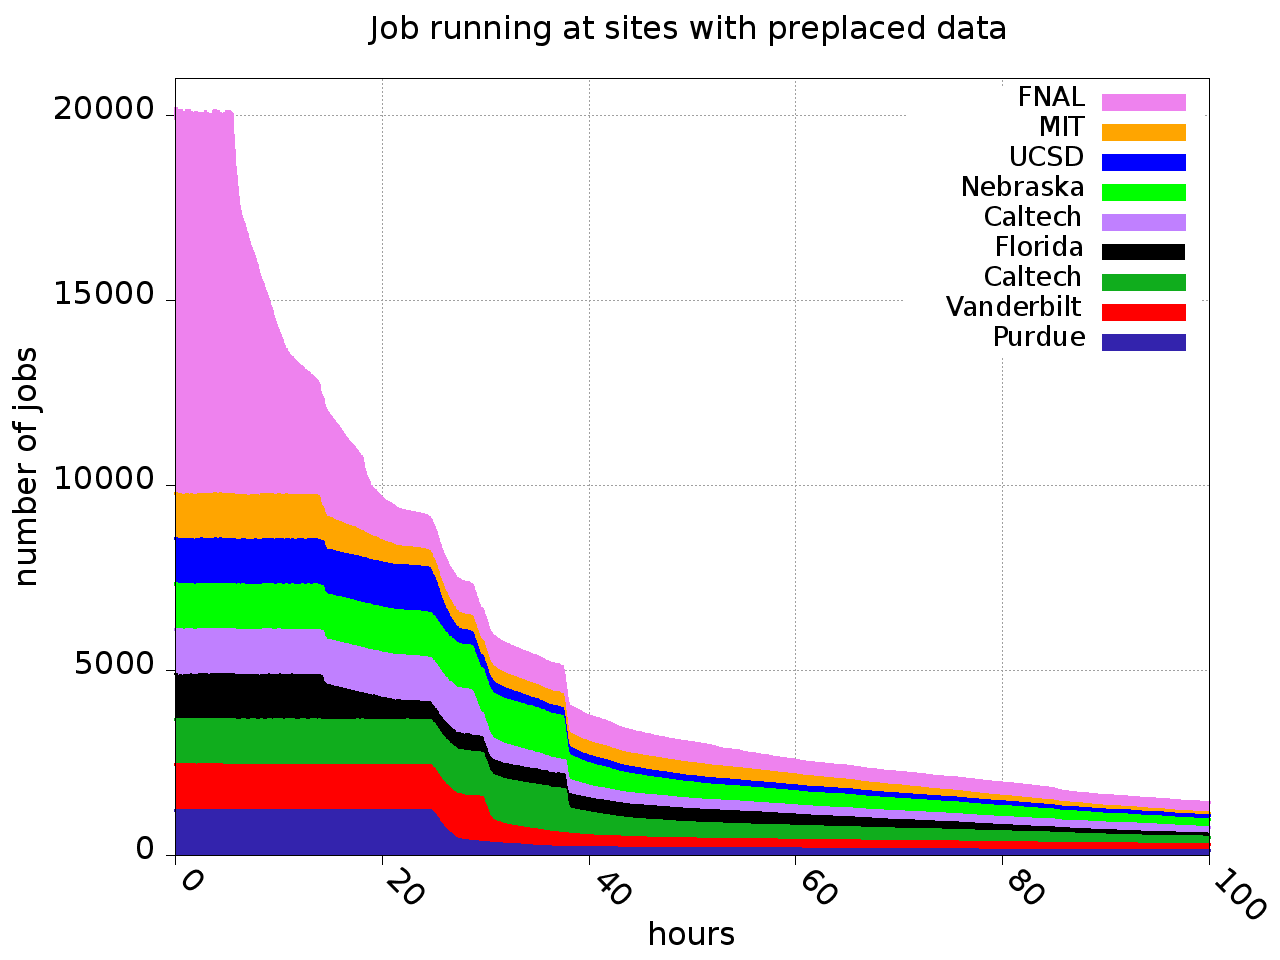 Job running at sites with preplaced data
FNAL
MIT
UCSD
Nebraska
Caltech
Florida
Caltech
Vanderbilt
Purdue
number of jobs
20000
15000
10000
5000
0
0 20 40 60 80 100
hours